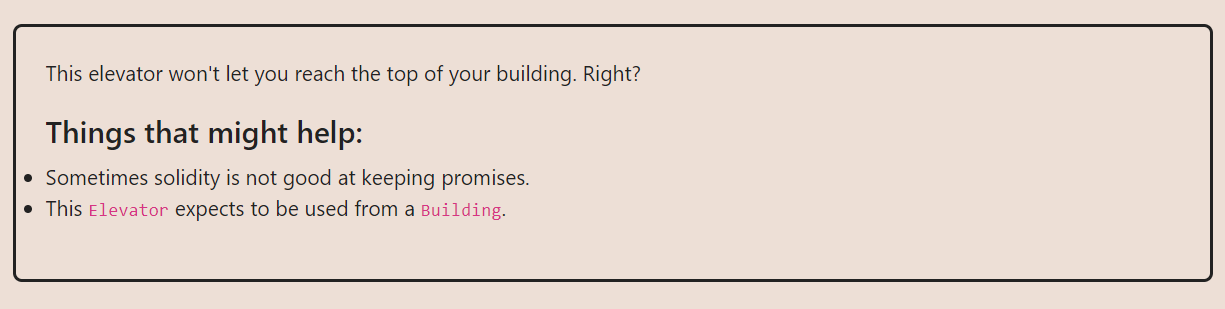 This elevator won't let you reach the top of your building. Right?
Things that might help:
Sometimes solidity is not good at keeping promises.
This Elevator expects to be used from a Building.